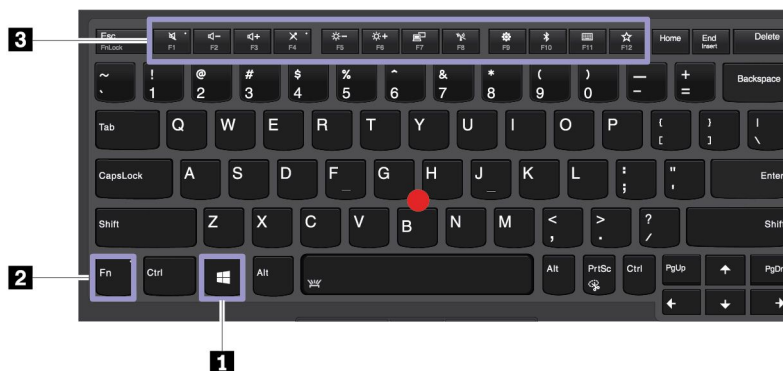 3
Esc
FnLock
F1 F2 F3 F4 F5 F6 F7 F8 F9 F10 F11 F12
Home End
Insert
Delete
~ ! @ # $ % ^ & * ( ) — +
` 1 2 3 4 5 6 7 8 9 0 - =
Backspace
Tab Q W E R T Y U I O P { } |
[ ] \
CapsLock A S D F G H J K L : "
; '
Enter
Shift Z X C V B N M < > ?
, . /
Shif
2
Fn Ctrl Alt Alt PrtSc Ctrl PgUp PgDn
1